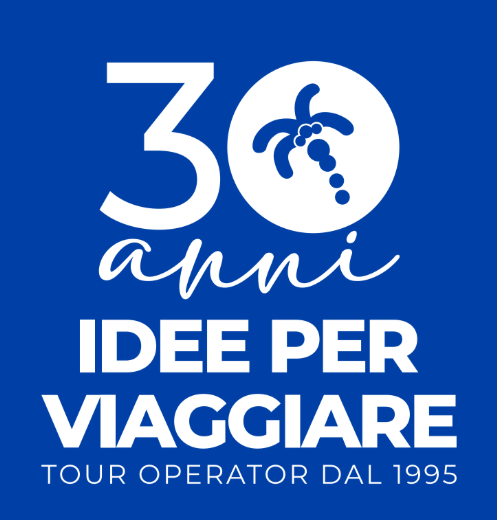 30
anni
IDEE PER
VIAGGIARE
TOUR OPERATOR DAL 1995